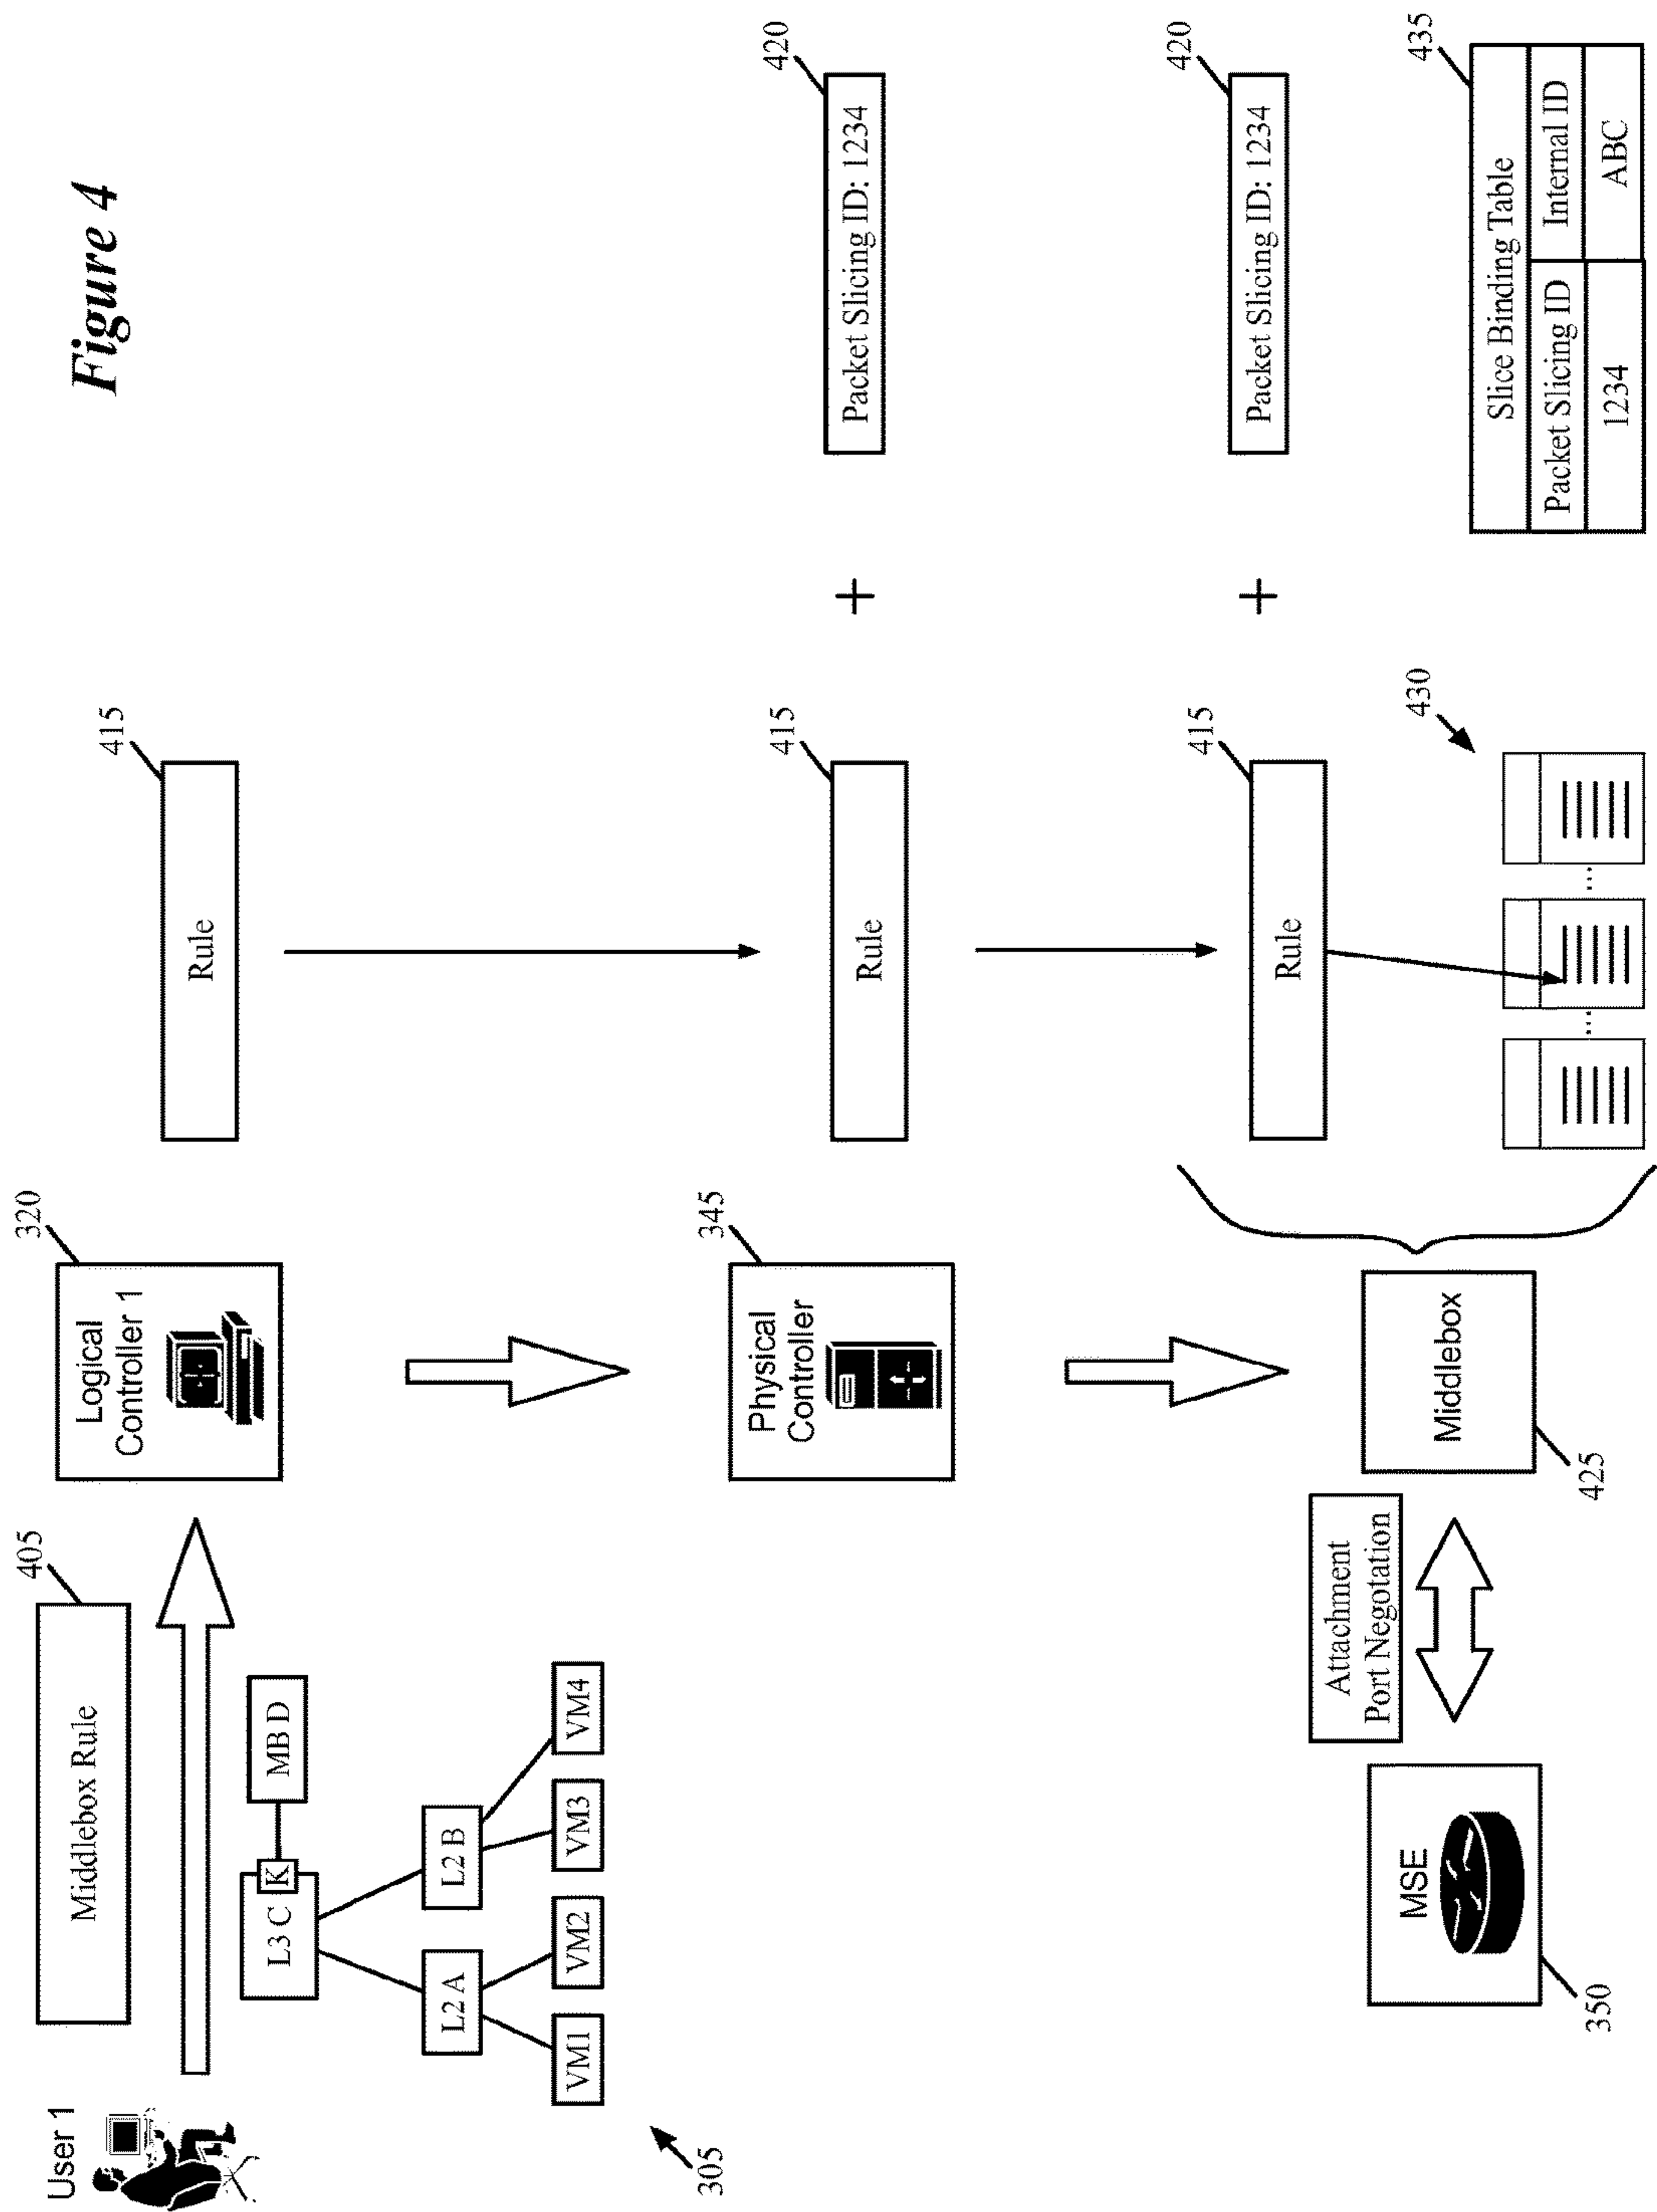 Figure 4
User 1
405
Middlebox Rule
320
Logical
Controller 1
415
Rule
L3 C
K
MB D
L2 A
L2 B
VM1
VM2
VM3
VM4
305
345
Physical
Controller
415
Rule
+
420
Packet Slicing ID: 1234
350
MSE
Attachment
Port Negotation
425
Middlebox
415
Rule
+
420
Packet Slicing ID: 1234
430
...
...
435
Slice Binding Table
Packet Slicing ID
Internal ID
1234
ABC